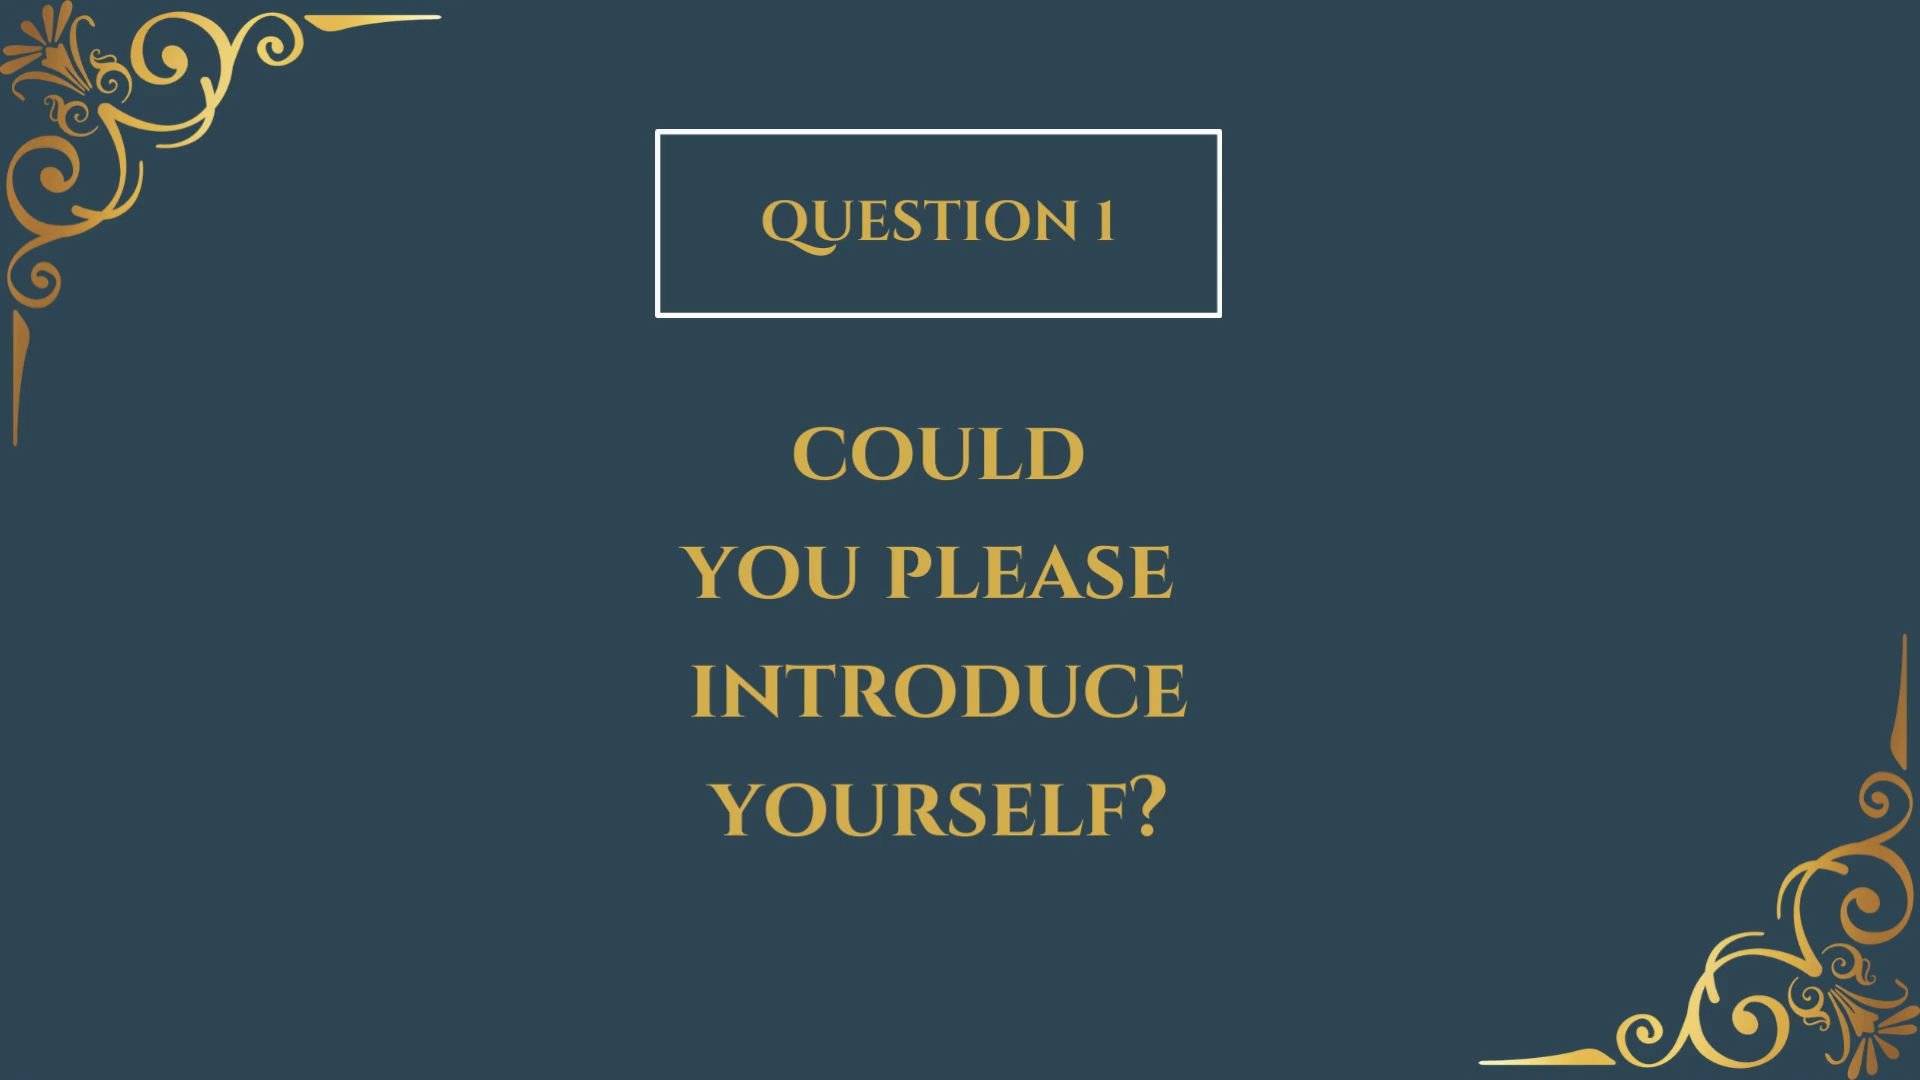 QUESTION 1
COULD
YOU PLEASE
INTRODUCE
YOURSELF?